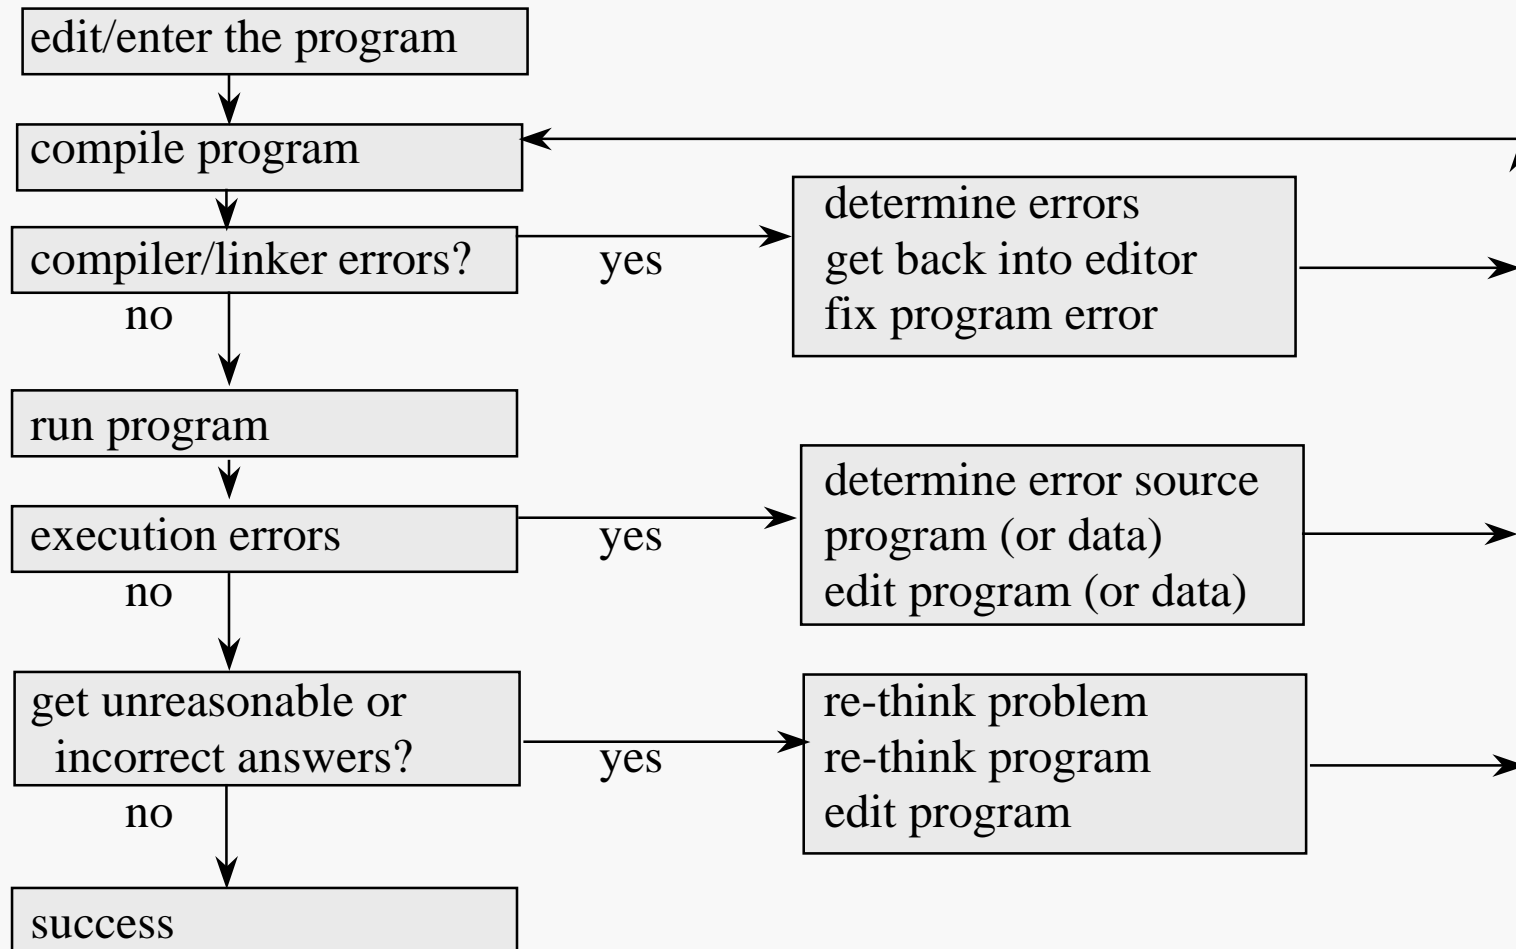 edit/enter the program
compile program
compiler/linker errors?
yes
determine errors
get back into editor
fix program error
no
run program
execution errors
yes
determine error source
program (or data)
edit program (or data)
no
get unreasonable or
incorrect answers?
yes
re-think problem
re-think program
edit program
no
success